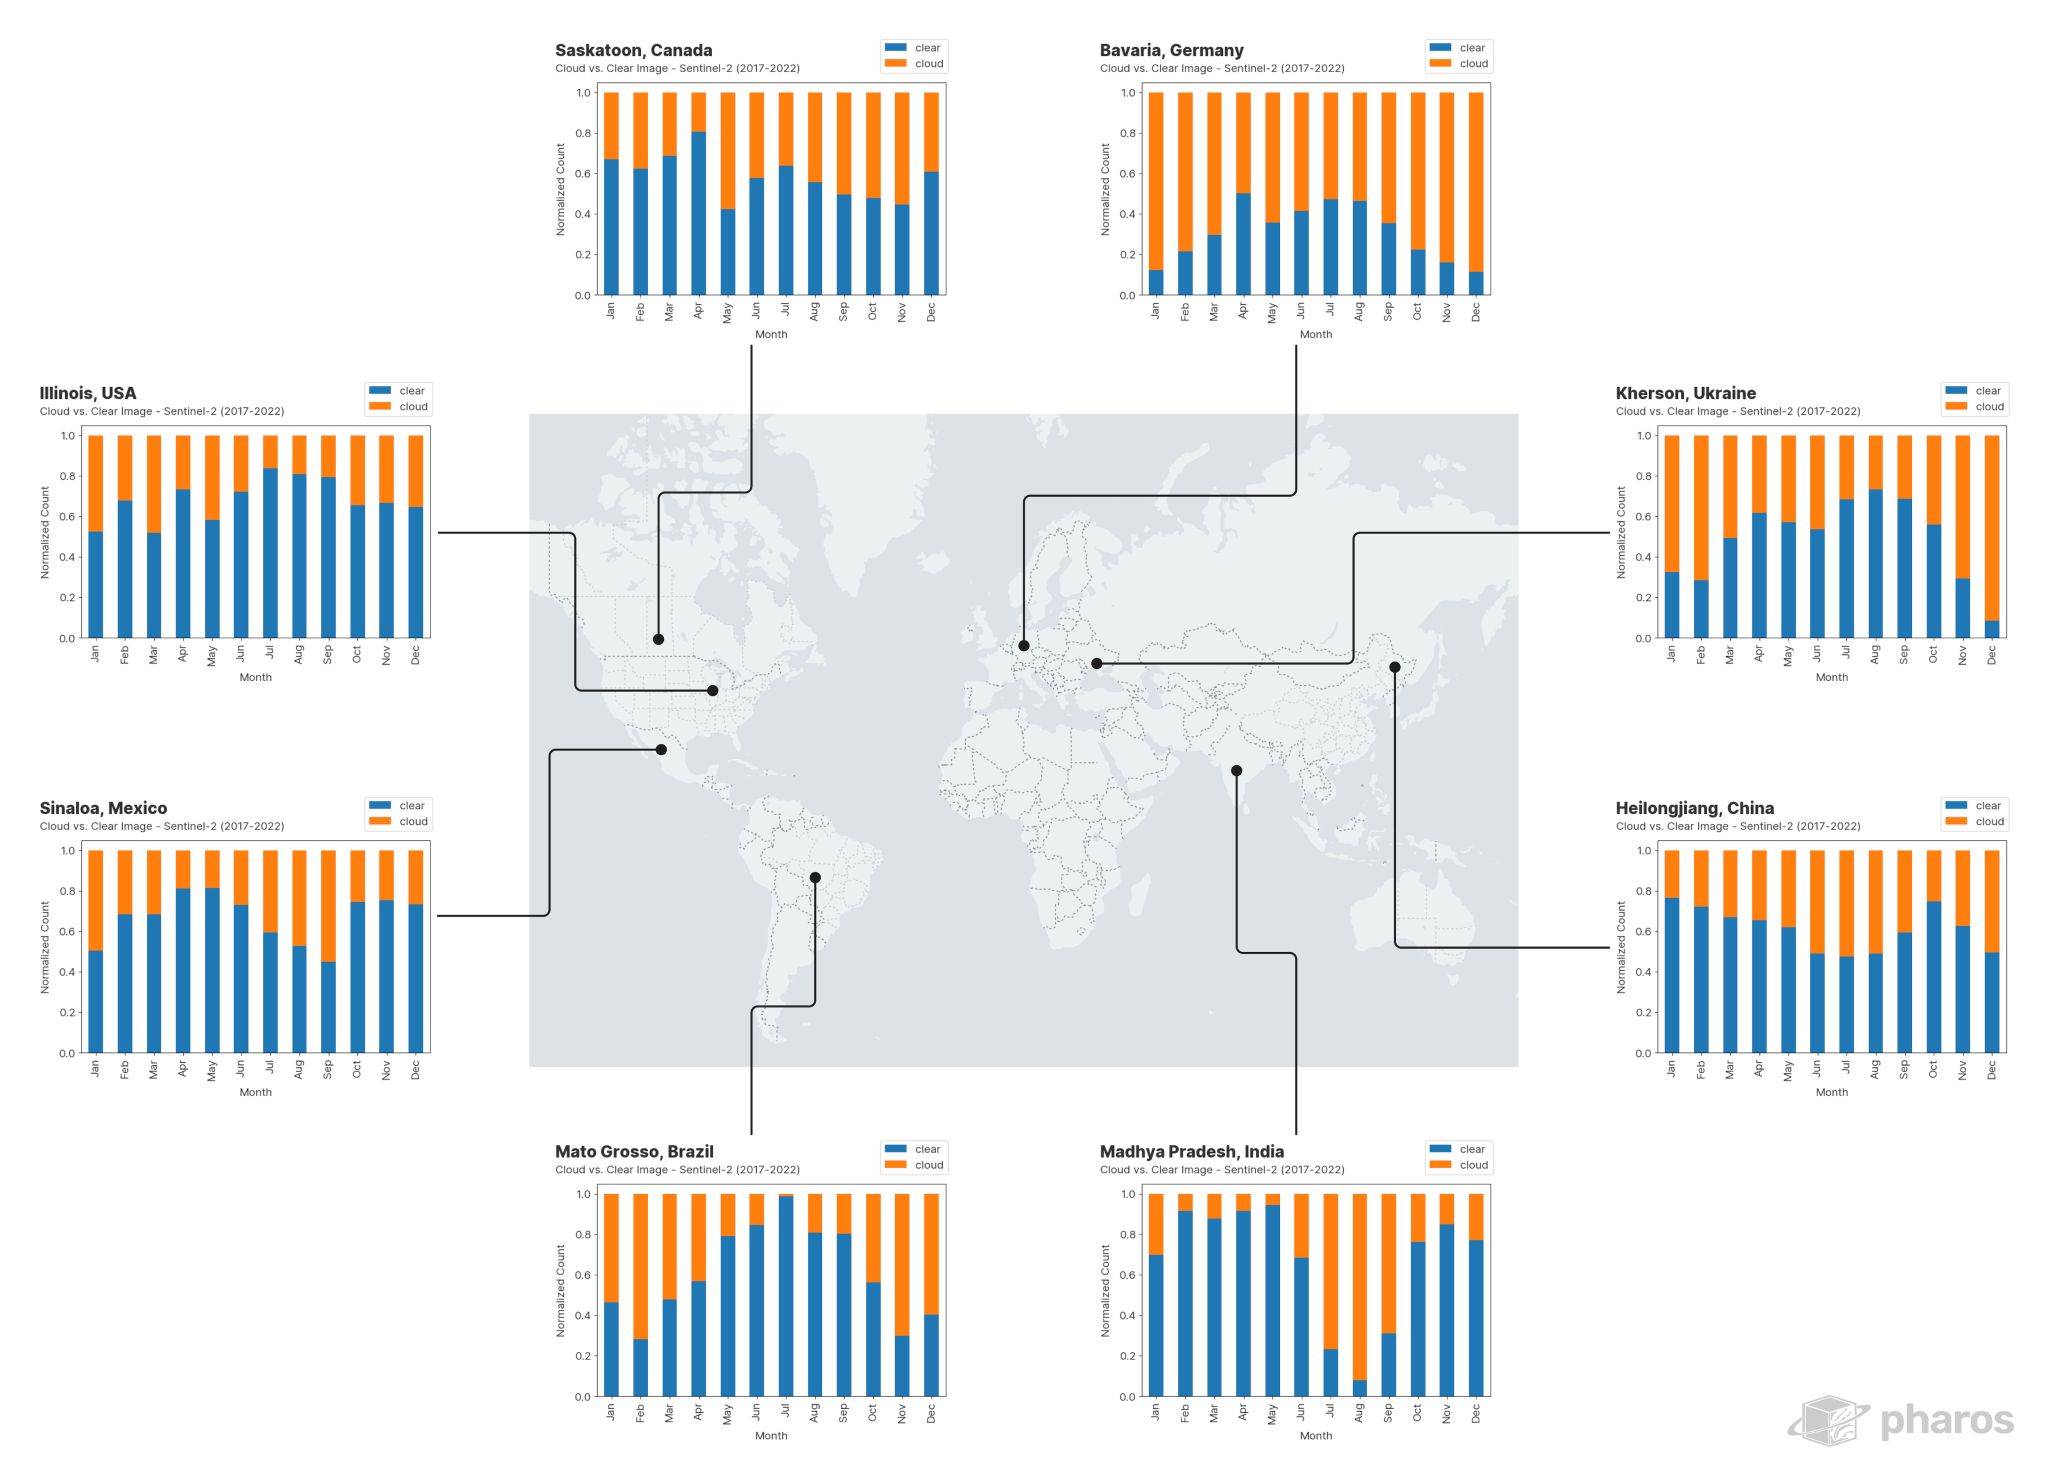 Saskatoon, Canada
Cloud vs. Clear Image - Sentinel-2 (2017-2022)
clear
cloud
1.0
0.8
0.6
0.4
0.2
0.0
Normalized Count
Jan Feb Mar Apr May Jun Jul Aug Sep Oct Nov Dec
Month
Bavaria, Germany
Cloud vs. Clear Image - Sentinel-2 (2017-2022)
clear
cloud
1.0
0.8
0.6
0.4
0.2
0.0
Normalized Count
Jan Feb Mar Apr May Jun Jul Aug Sep Oct Nov Dec
Month
Illinois, USA
Cloud vs. Clear Image - Sentinel-2 (2017-2022)
clear
cloud
1.0
0.8
0.6
0.4
0.2
0.0
Normalized Count
Jan Feb Mar Apr May Jun Jul Aug Sep Oct Nov Dec
Month
Kherson, Ukraine
Cloud vs. Clear Image - Sentinel-2 (2017-2022)
clear
cloud
1.0
0.8
0.6
0.4
0.2
0.0
Normalized Count
Jan Feb Mar Apr May Jun Jul Aug Sep Oct Nov Dec
Month
Sinaloa, Mexico
Cloud vs. Clear Image - Sentinel-2 (2017-2022)
clear
cloud
1.0
0.8
0.6
0.4
0.2
0.0
Normalized Count
Jan Feb Mar Apr May Jun Jul Aug Sep Oct Nov Dec
Month
Heilongjiang, China
Cloud vs. Clear Image - Sentinel-2 (2017-2022)
clear
cloud
1.0
0.8
0.6
0.4
0.2
0.0
Normalized Count
Jan Feb Mar Apr May Jun Jul Aug Sep Oct Nov Dec
Month
Mato Grosso, Brazil
Cloud vs. Clear Image - Sentinel-2 (2017-2022)
clear
cloud
1.0
0.8
0.6
0.4
0.2
0.0
Normalized Count
Jan Feb Mar Apr May Jun Jul Aug Sep Oct Nov Dec
Month
Madhya Pradesh, India
Cloud vs. Clear Image - Sentinel-2 (2017-2022)
clear
cloud
1.0
0.8
0.6
0.4
0.2
0.0
Normalized Count
Jan Feb Mar Apr May Jun Jul Aug Sep Oct Nov Dec
Month
pharos